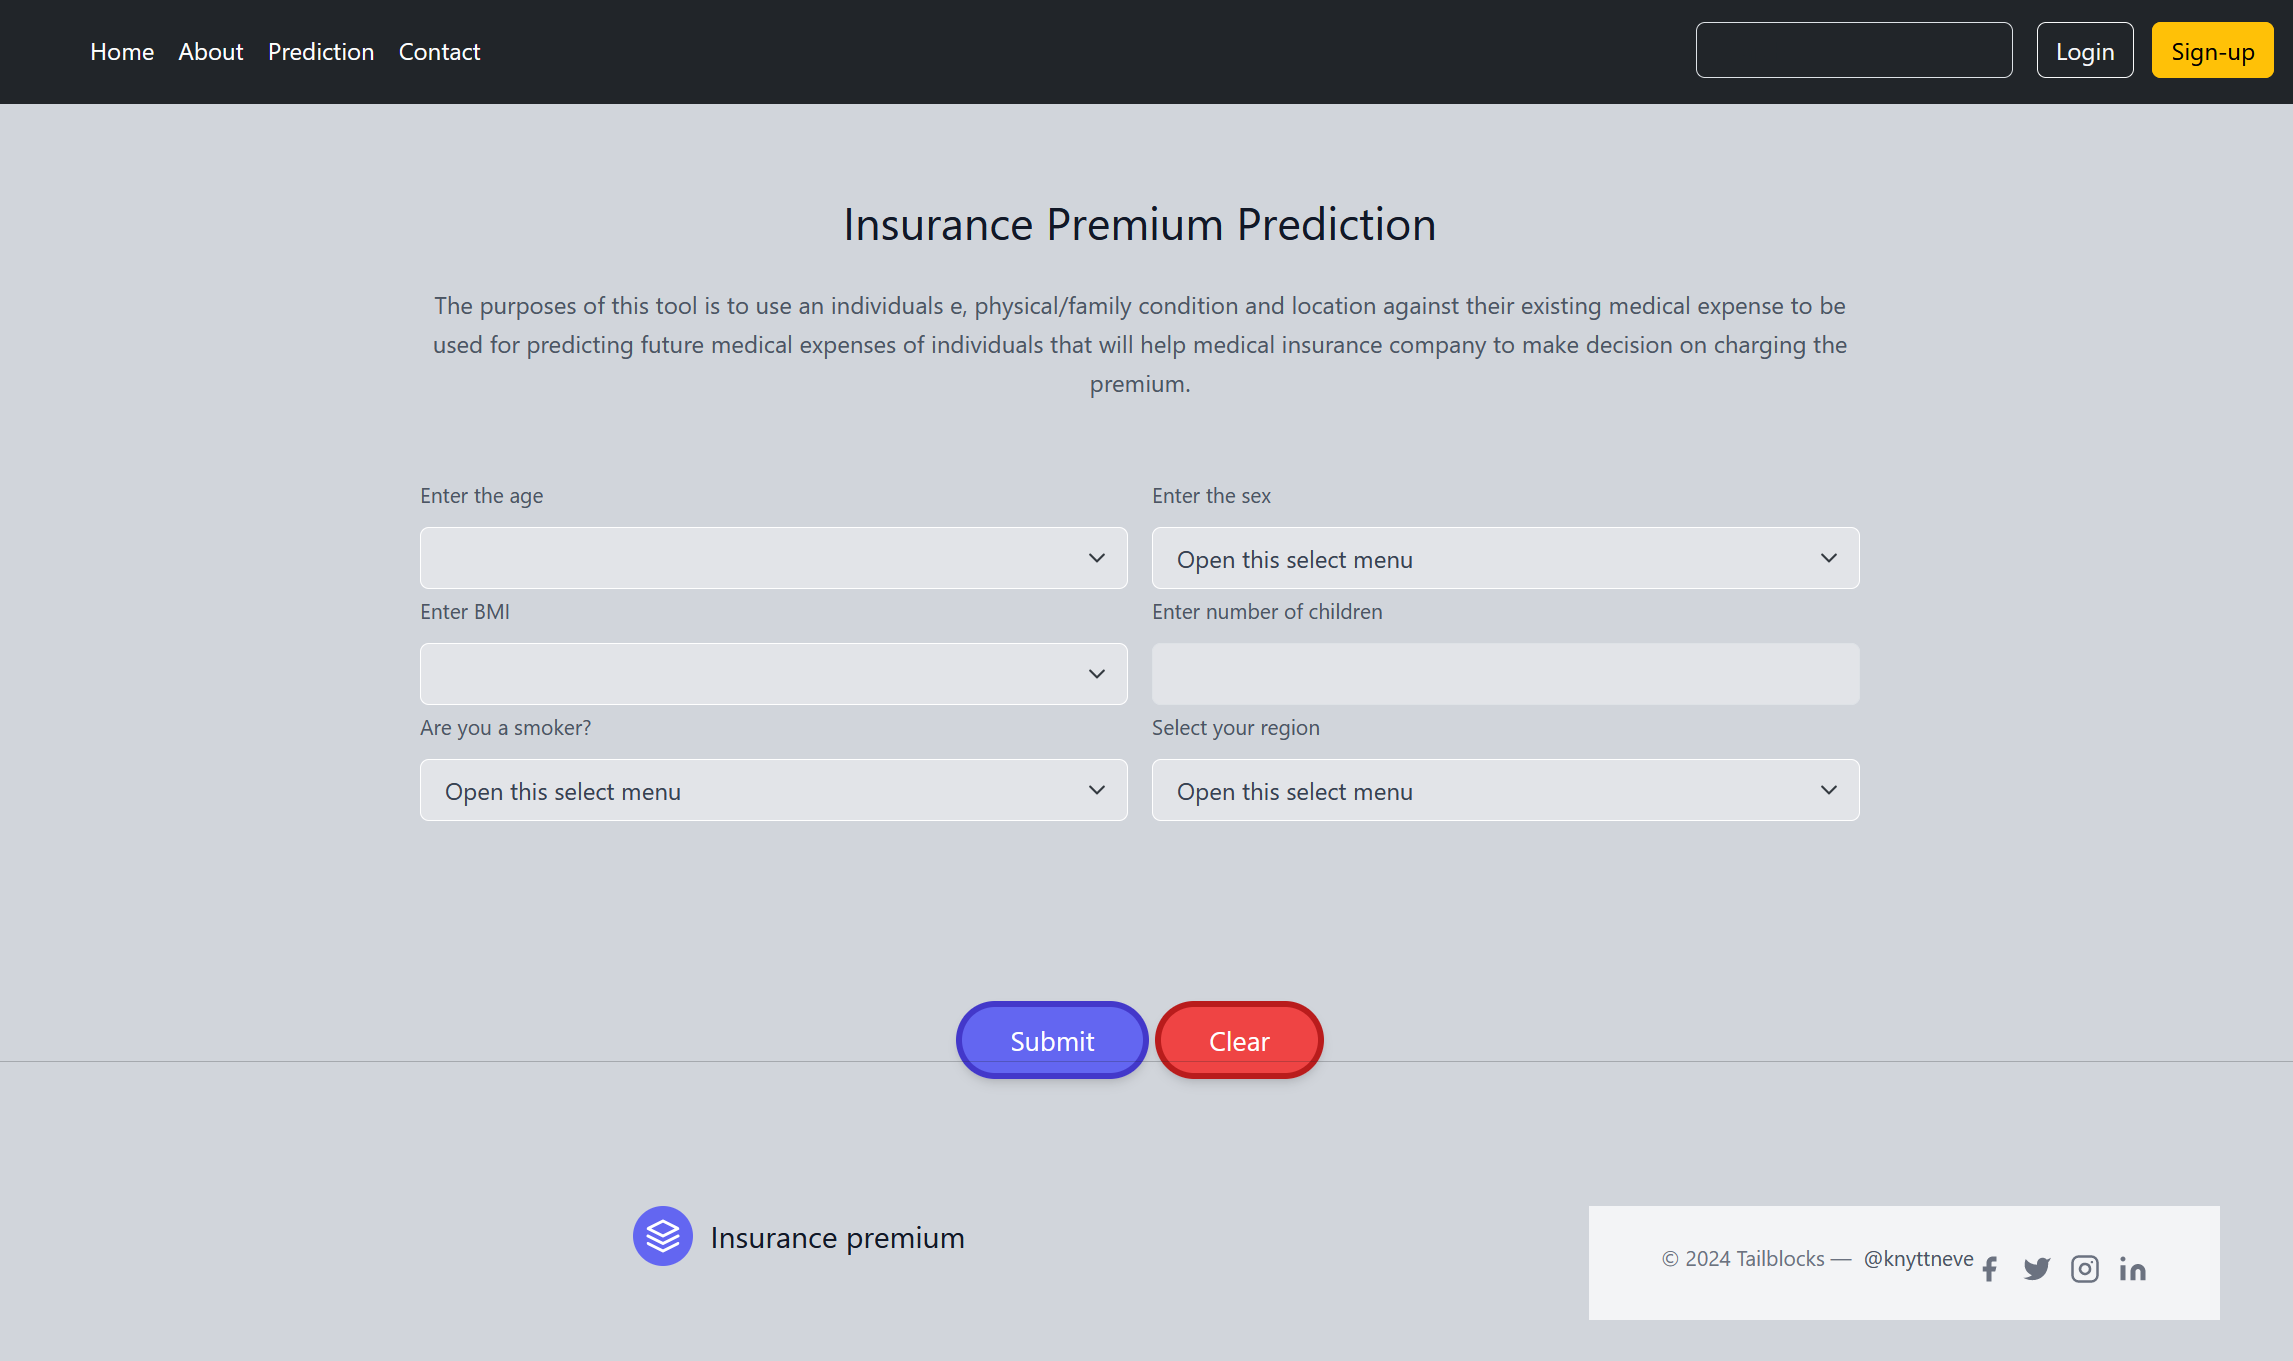 Home About Prediction Contact Login Sign-up
Insurance Premium Prediction
The purposes of this tool is to use an individuals e, physical/family condition and location against their existing medical expense to be
used for predicting future medical expenses of individuals that will help medical insurance company to make decision on charging the
premium.
Enter the age
Enter the sex
Open this select menu
Enter BMI
Enter number of children
Are you a smoker?
Open this select menu
Select your region
Open this select menu
Submit
Clear
Insurance premium
© 2024 Tailblocks — @knyttneve